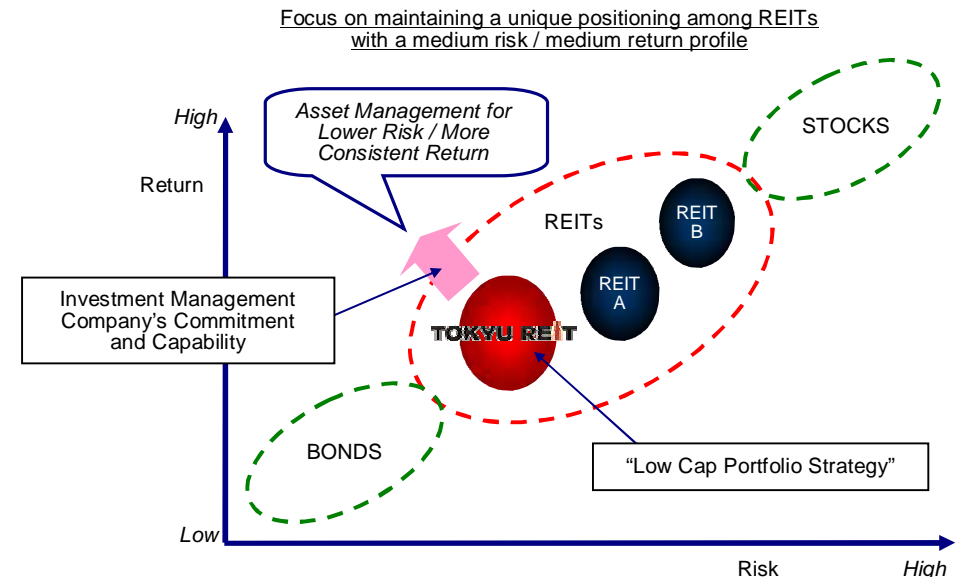 Focus on maintaining a unique positioning among REITs
with a medium risk / medium return profile
High
Asset Management for
Lower Risk / More
Consistent Return
STOCKS
Return
REITs
REIT
B
REIT
A
Investment Management
Company’s Commitment
and Capability
TOKYU REIT
BONDS
“Low Cap Portfolio Strategy”
Low
Risk
High